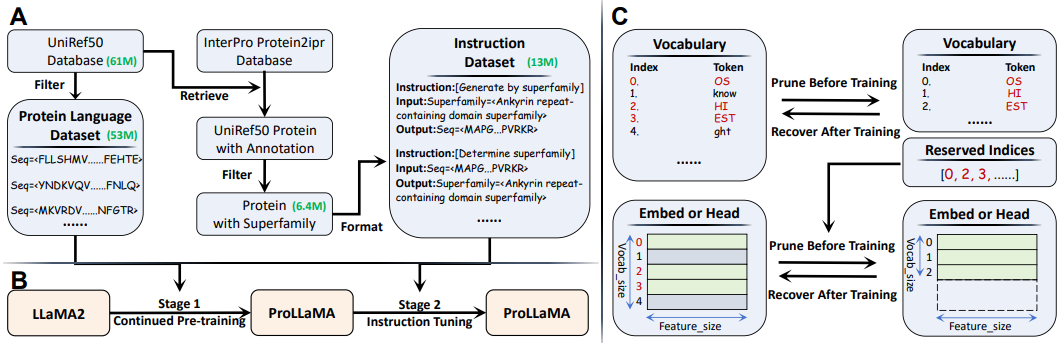 A
UniRef50
Database (61M)
Filter
Retrieve
InterPro Protein2ipr
Database
Protein Language
Dataset (53M)
Seq=<FLLSHMV......FEHTE>
Seq=<YNDKVQV......FNLQ>
Seq=<MKVRDV......NFGTR>
......
UniRef50 Protein
with Annotation
Filter
Protein (6.4M)
with Superfamily
Format
Instruction
Dataset (13M)
Instruction:[Generate by superfamily]
Input:Superfamily=<Ankyrin repeat-
containing domain superfamily>
Output:Seq=<MAPG...PVRKR>
Instruction:[Determine superfamily]
Input:Seq=<MAPG...PVRKR>
Output:Superfamily=<Ankyrin repeat-
containing domain superfamily>
......
B
LLaMA2
Stage 1
Continued Pre-training
ProLLaMA
Stage 2
Instruction Tuning
ProLLaMA
C
Vocabulary
Index Token
0. OS
1. know
2. HI
3. EST
4. ght
......
Prune Before Training
Recover After Training
Vocabulary
Index Token
0. OS
1. HI
2. EST
......
Reserved Indices
[0, 2, 3, ......]
Embed or Head
Vocab_size
0
1
2
3
4
Feature_size
Prune Before Training
Recover After Training
Embed or Head
Vocab_size
0
1
2
Feature_size